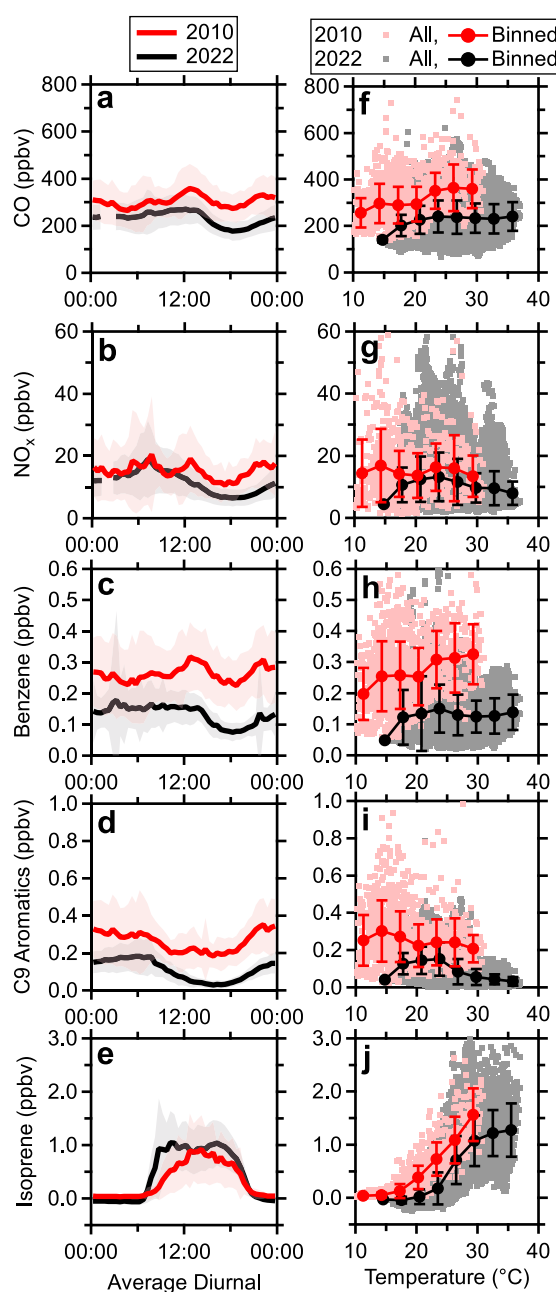 2010
2022
2010 All, Binned
2022 All, Binned
a
CO (ppbv)
800
600
400
200
0
00:00 12:00 00:00
f
800
600
400
200
0
10 20 30 40
b
NOx (ppbv)
60
40
20
0
00:00 12:00 00:00
g
60
40
20
0
10 20 30 40
c
Benzene (ppbv)
0.6
0.5
0.4
0.3
0.2
0.1
0.0
00:00 12:00 00:00
h
0.6
0.5
0.4
0.3
0.2
0.1
0.0
10 20 30 40
d
C9 Aromatics (ppbv)
1.0
0.8
0.6
0.4
0.2
0.0
00:00 12:00 00:00
i
1.0
0.8
0.6
0.4
0.2
0.0
10 20 30 40
e
Isoprene (ppbv)
3.0
2.0
1.0
0.0
00:00 12:00 00:00
Average Diurnal
j
3.0
2.0
1.0
0.0
10 20 30 40
Temperature (°C)